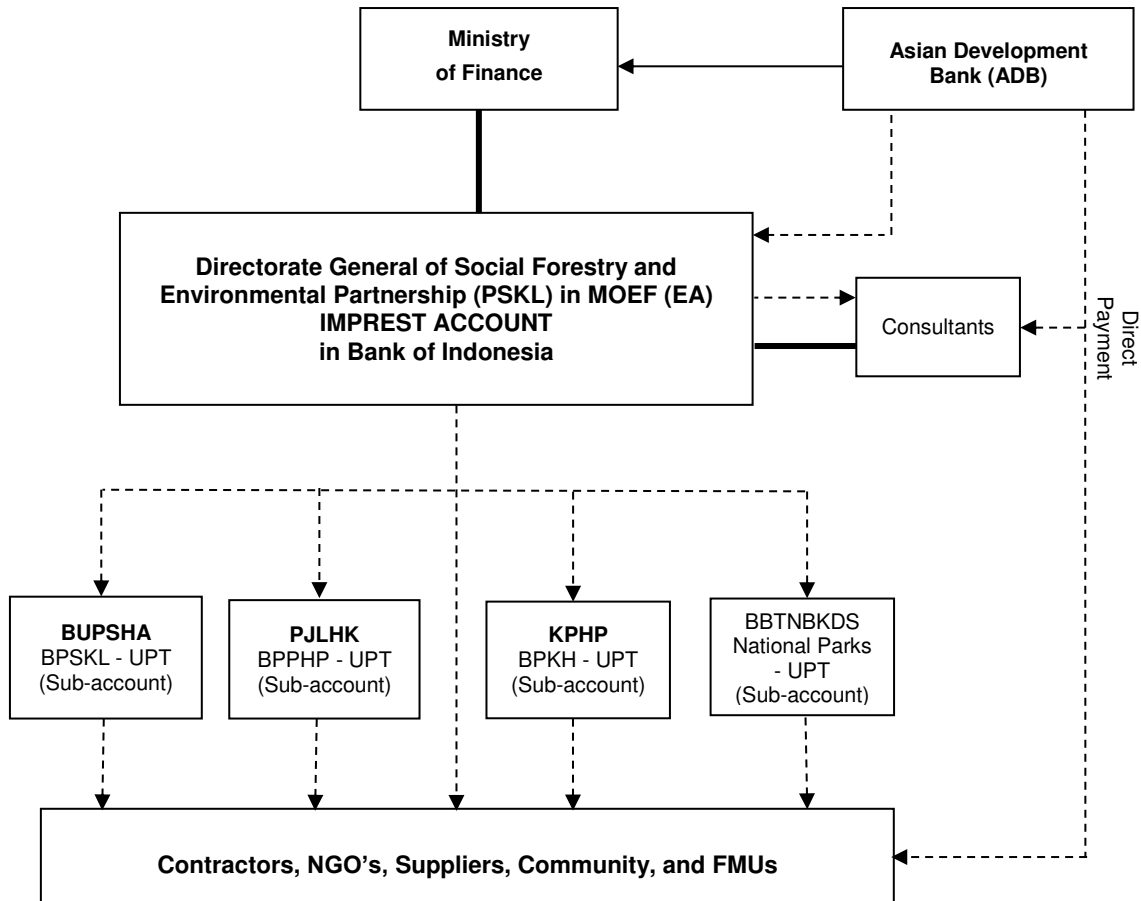 Ministry
of Finance
Asian Development
Bank (ADB)
Directorate General of Social Forestry and
Environmental Partnership (PSKL) in MOEF (EA)
IMPREST ACCOUNT
in Bank of Indonesia
Consultants
Direct
Payment
BUPSHA
BPSKL - UPT
(Sub-account)
PJLHK
BPPHP - UPT
(Sub-account)
KPHP
BPKH - UPT
(Sub-account)
BBTNBKDS
National Parks
- UPT
(Sub-account)
Contractors, NGO's, Suppliers, Community, and FMUs